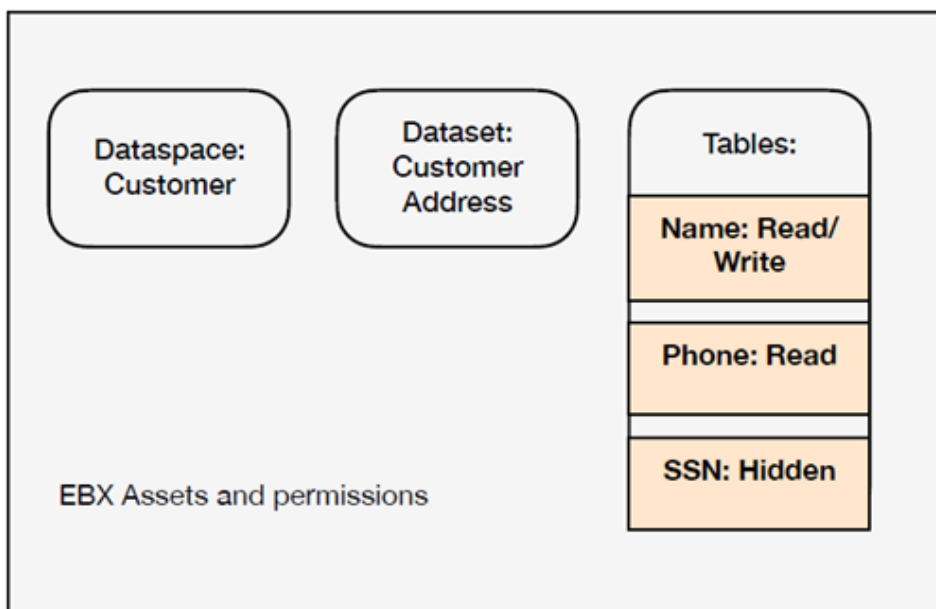 Dataspace:
Customer
Dataset:
Customer
Address
Tables:
Name: Read/
Write
Phone: Read
SSN: Hidden
EBX Assets and permissions